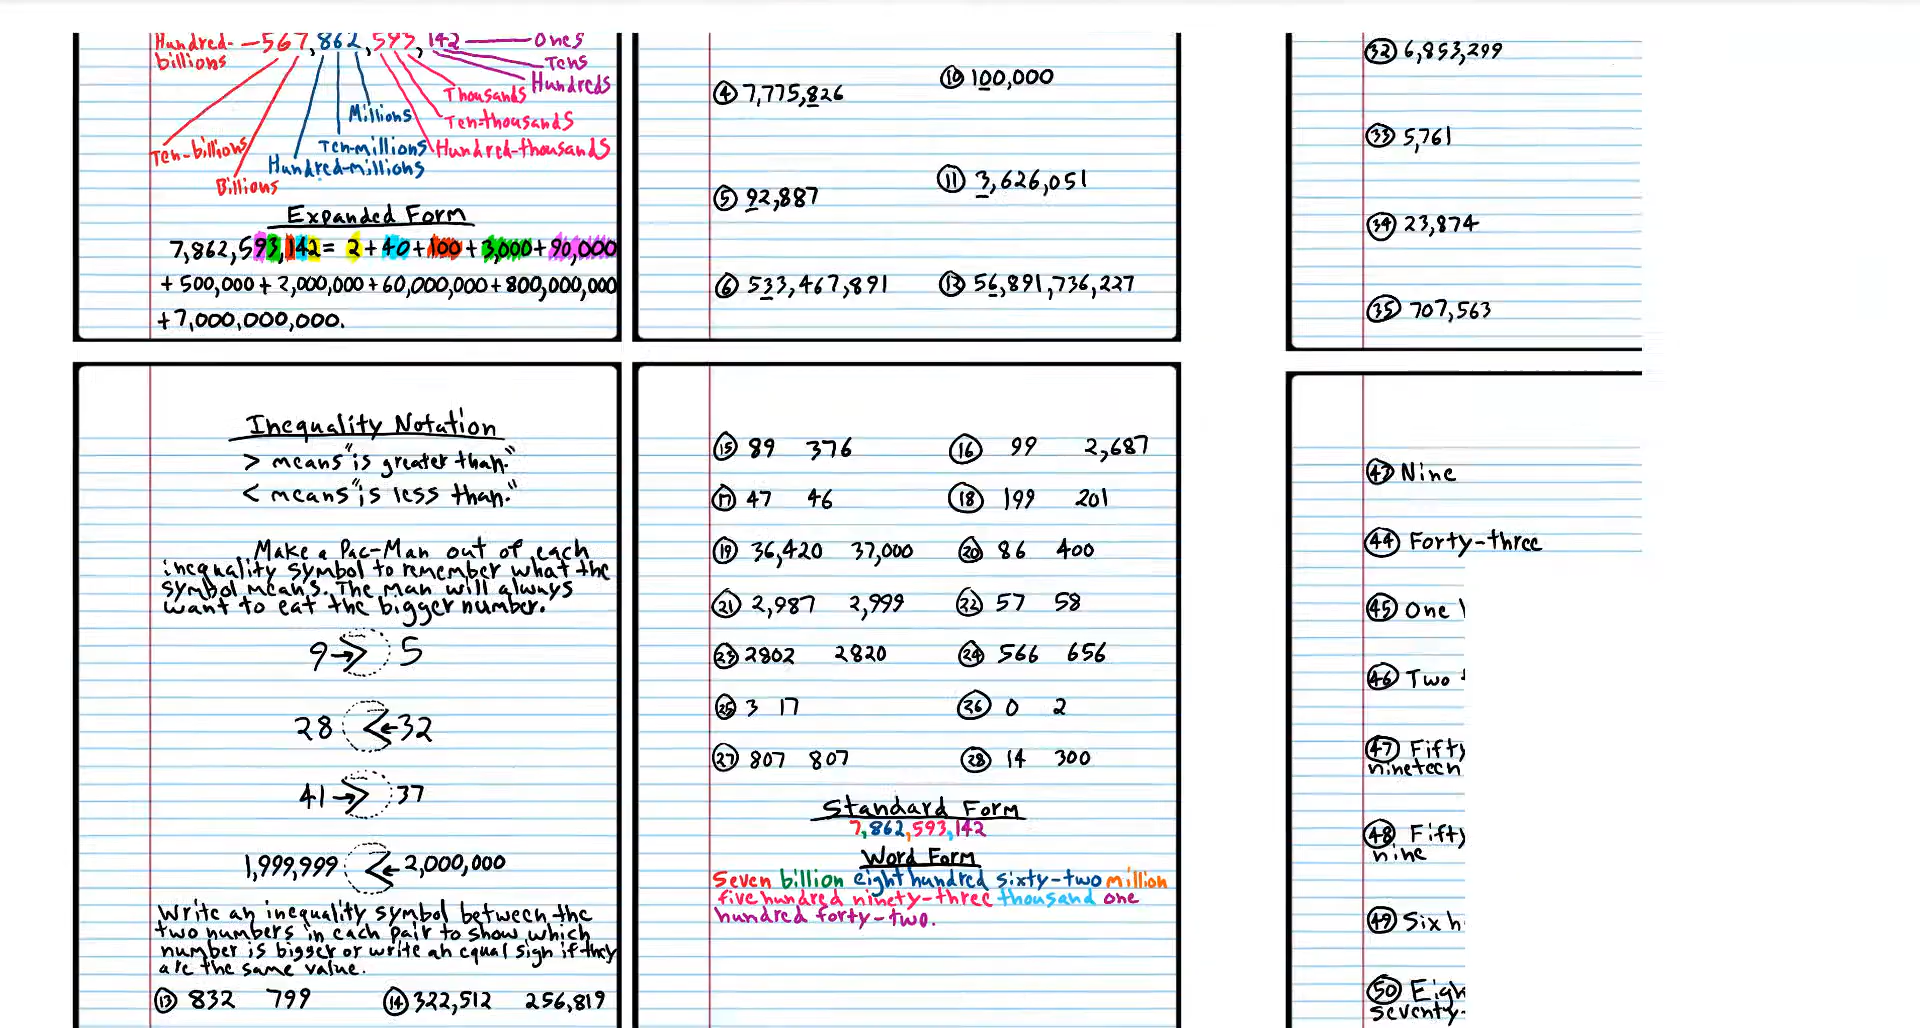 Hundred- 567,862,593,142 Ones
billions
Tens
Hundreds
Thousands
Millions
Ten-thousands
Ten-billions
Ten-millions
Hundred-thousands
Hundred-millions
Billions
Expanded Form
7,862,593,142= 2+40+100+3,000+90,000
+500,000+2,000,000+60,000,000+800,000,000
+7,000,000,000.
④ 7,775,826
⑩ 100,000
⑤ 92,887
⑪ 3,626,051
⑥ 533,467,891
⑫ 56,891,736,227
㉜ 6,853,299
㉝ 5,761
㉞ 23,874
㉟ 707,563
Inequality Notation
> means "is greater than."
< means "is less than."
Make a Pac-Man out of each
inequality symbol to remember what the
symbol means. The man will always
want to eat the bigger number.
9 > 5
28 < 32
41 > 37
1,999,999 < 2,000,000
Write an inequality symbol between the
two numbers in each pair to show which
number is bigger or write an equal sign if they
are the same value.
⑬ 832 799 ⑭ 322,512 256,819
⑮ 89 376 ⑯ 99 2,687
⑰ 47 46 ⑱ 199 201
⑲ 36,420 37,000 ⑳ 86 400
㉑ 2,987 2,999 ㉒ 57 58
㉓ 2802 2820 ㉔ 566 656
㉕ 3 17 ㉖ 0 2
㉗ 807 807 ㉘ 14 300
Standard Form
7,862,593,142
Word Form
Seven billion eight hundred sixty-two million
five hundred ninety-three thousand one
hundred forty-two.
㊸ Nine
㊹ Forty-three
㊺ One
㊻ Two
㊼ Fifty
nineteen
㊽ Fifty
nine
㊾ Six h
㊿ Eigh
seventy-